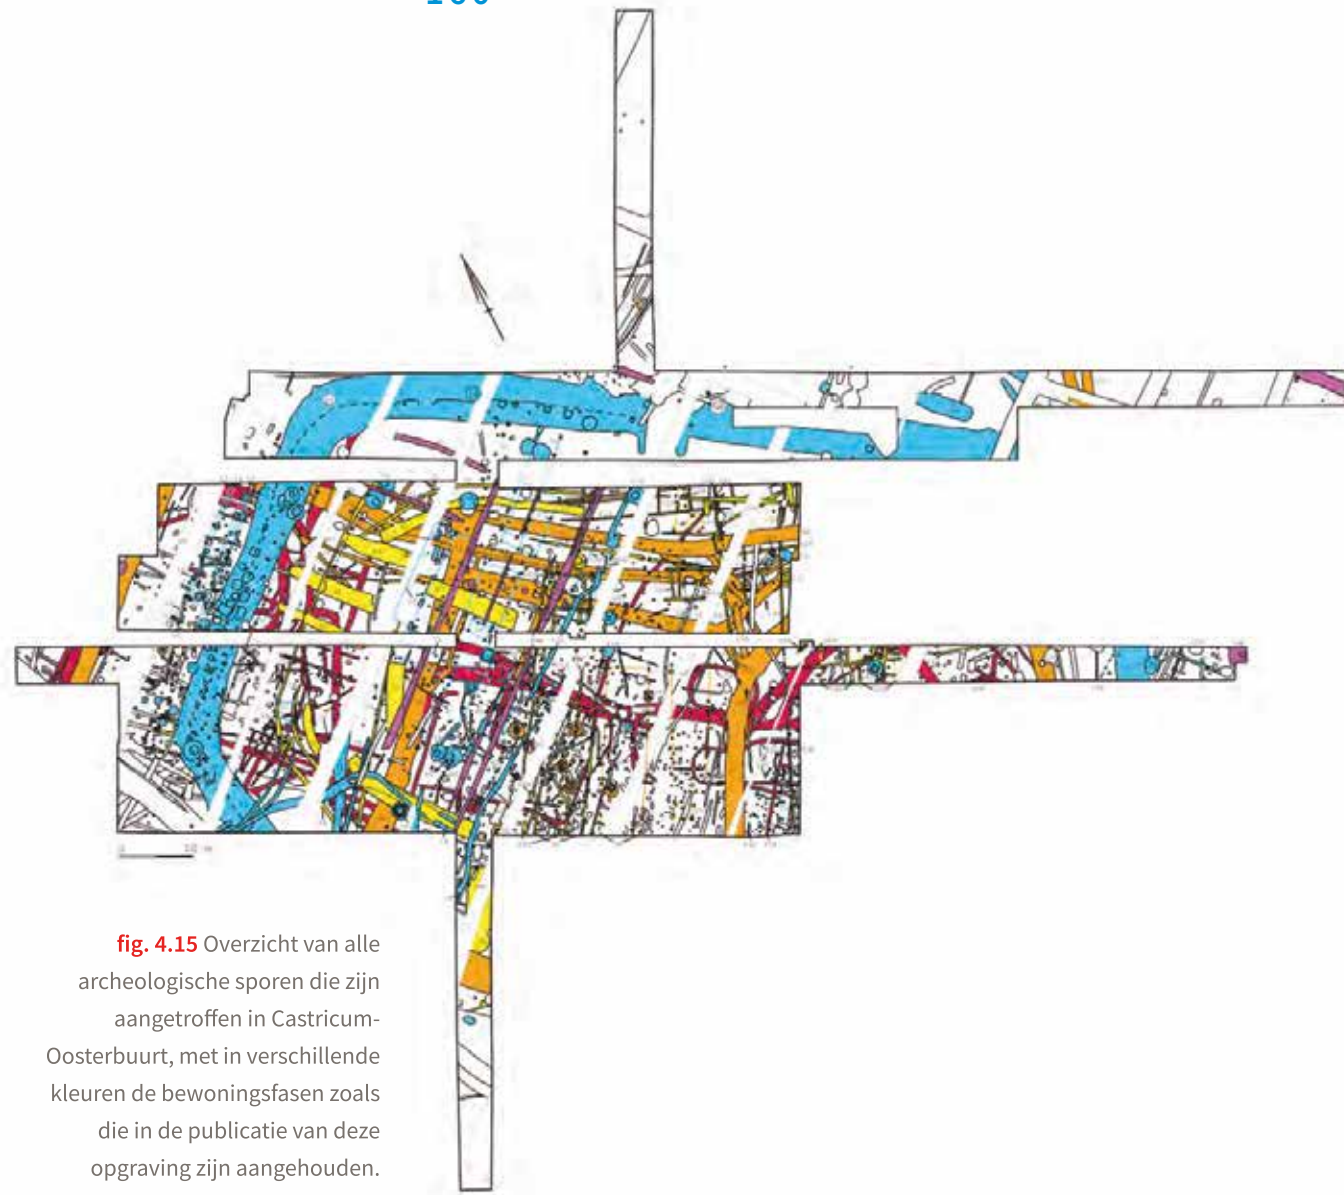 fig. 4.15 Overzicht van alle
archeologische sporen die zijn
aangetroffen in Castricum-
Oosterbuurt, met in verschillende
kleuren de bewoningsfasen zoals
die in de publicatie van deze
opgraving zijn aangehouden.